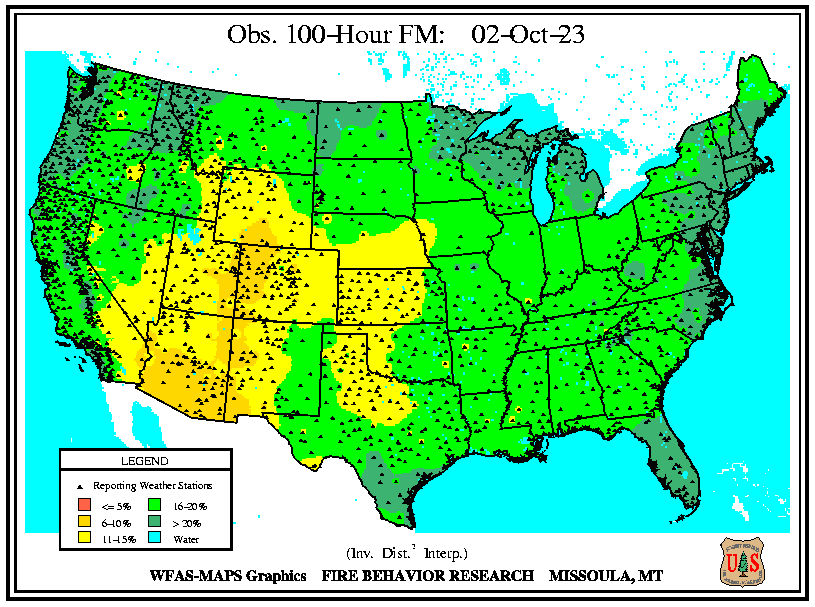 Obs. 100-Hour FM: 02-Oct-23
LEGEND
Reporting Weather Stations
<= 5% 16-20%
6-10% > 20%
11-15% Water
(Inv. Dist.² Interp.)
WFAS-MAPS Graphics FIRE BEHAVIOR RESEARCH MISSOULA, MT
U S